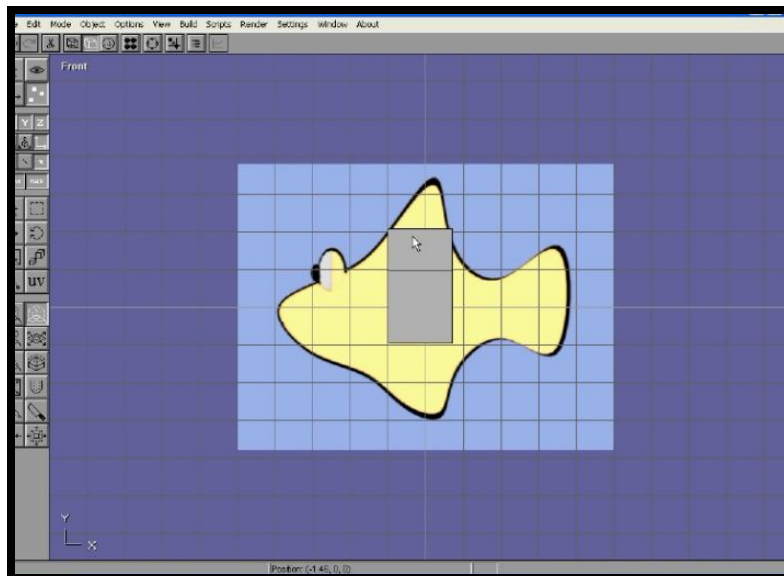 Edit Mode Object Options View Build Scripts Render Settings Window About
Front
Y Z
UV
Y
X
Position: (-1.46, 0, 0)